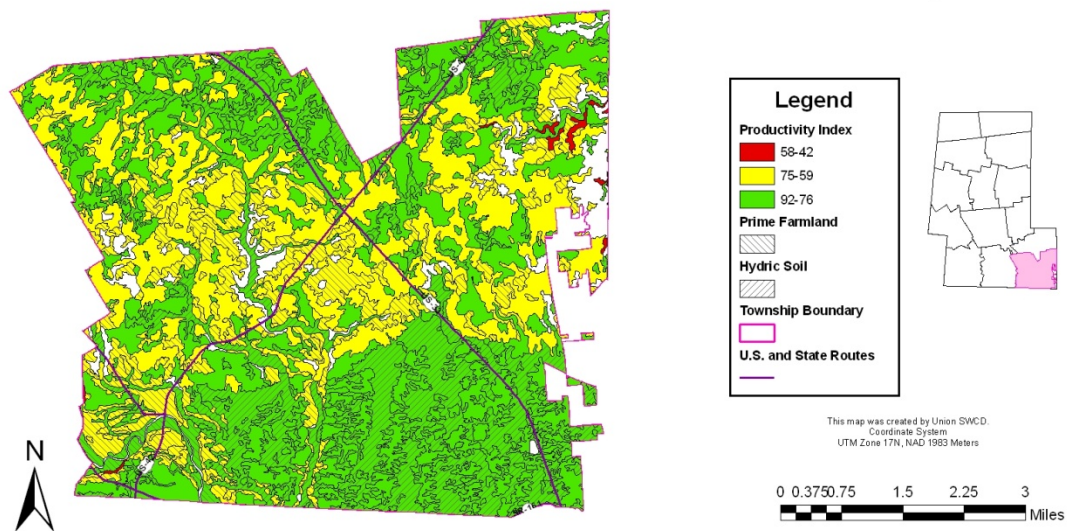 Legend
Productivity Index
58-42
75-59
92-76
Prime Farmland
Hydric Soil
Township Boundary
U.S. and State Routes
This map was created by Union SWCD.
Coordinate System
UTM Zone 17N, NAD 1983 Meters
N
0 0.375 0.75 1.5 2.25 3
Miles